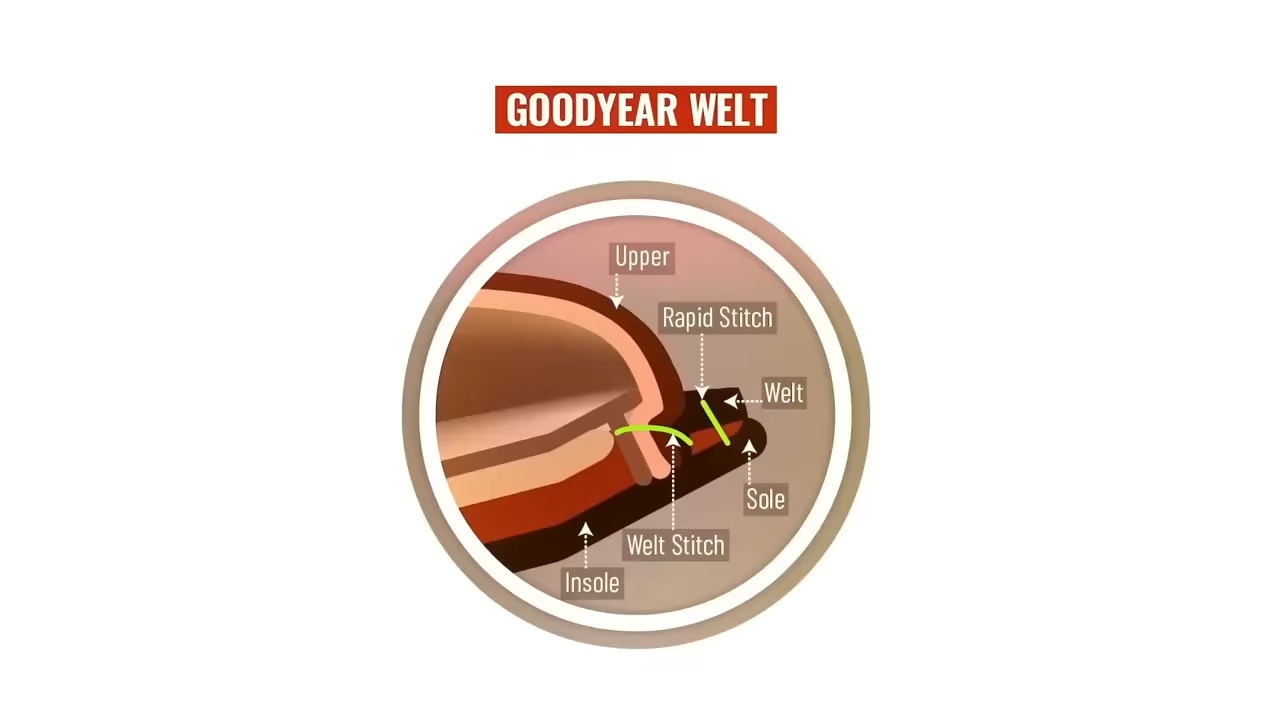 GOODYEAR WELT
Upper
Rapid Stitch
Welt
Sole
Welt Stitch
Insole